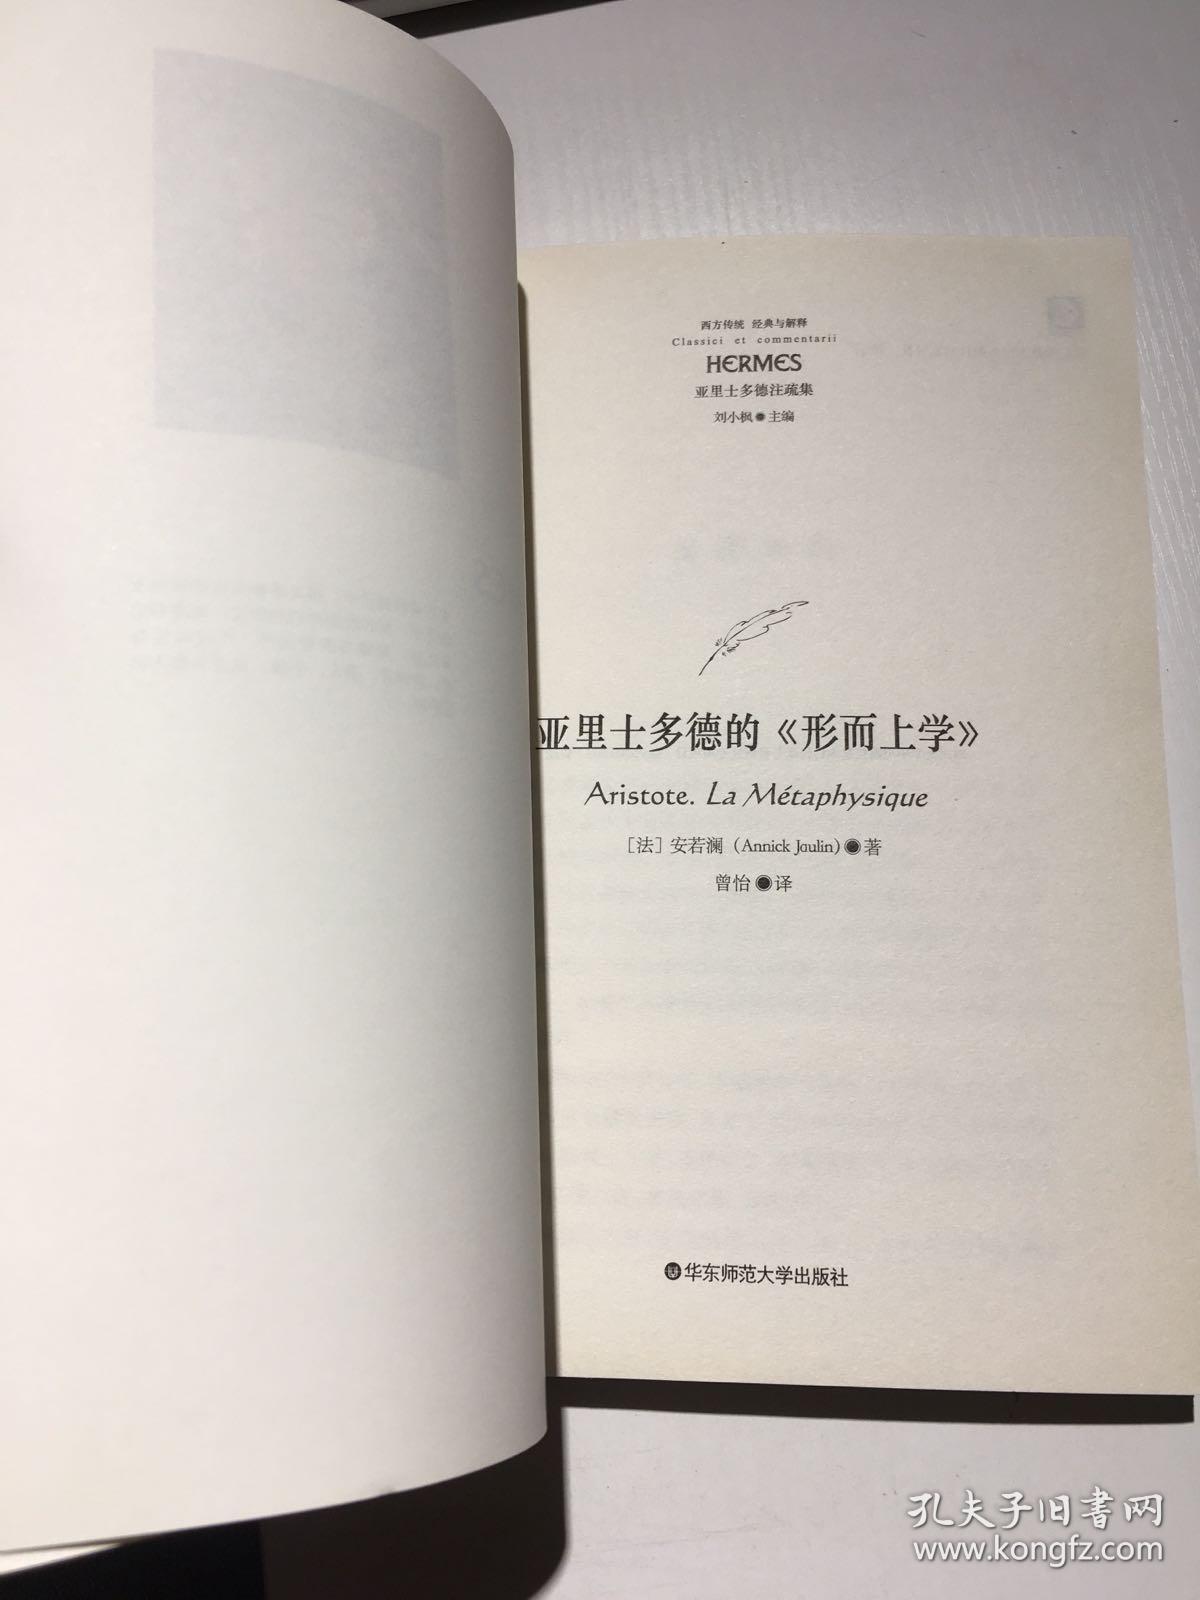 西方传统 经典与解释
Classici et commentarii
HERMES
亚里士多德注疏集
刘小枫◉主编
亚里士多德的《形而上学》
Aristote. La Métaphysique
［法］安若澜（Annick Jaulin）◉著
曾怡◉译
华东师范大学出版社
孔夫子旧书网
www.kongfz.com